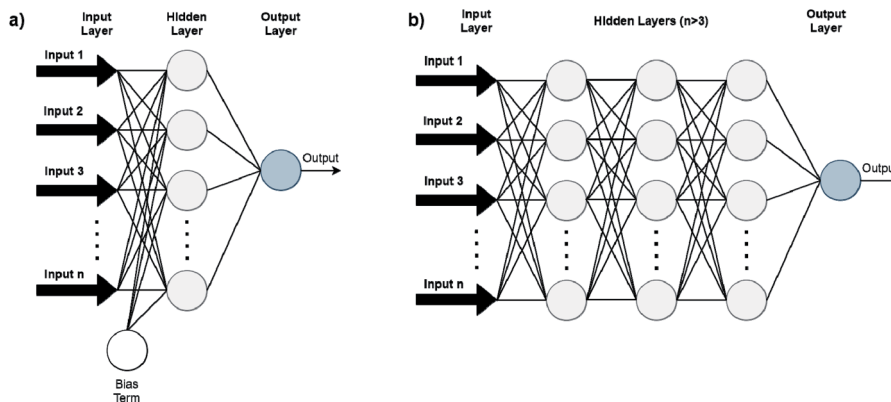 a)
Input
Layer
Hidden
Layer
Output
Layer
Input 1
Input 2
Input 3
Input n
Output
Bias
Term
b)
Input
Layer
Hidden Layers (n>3)
Output
Layer
Input 1
Input 2
Input 3
Input n
Output